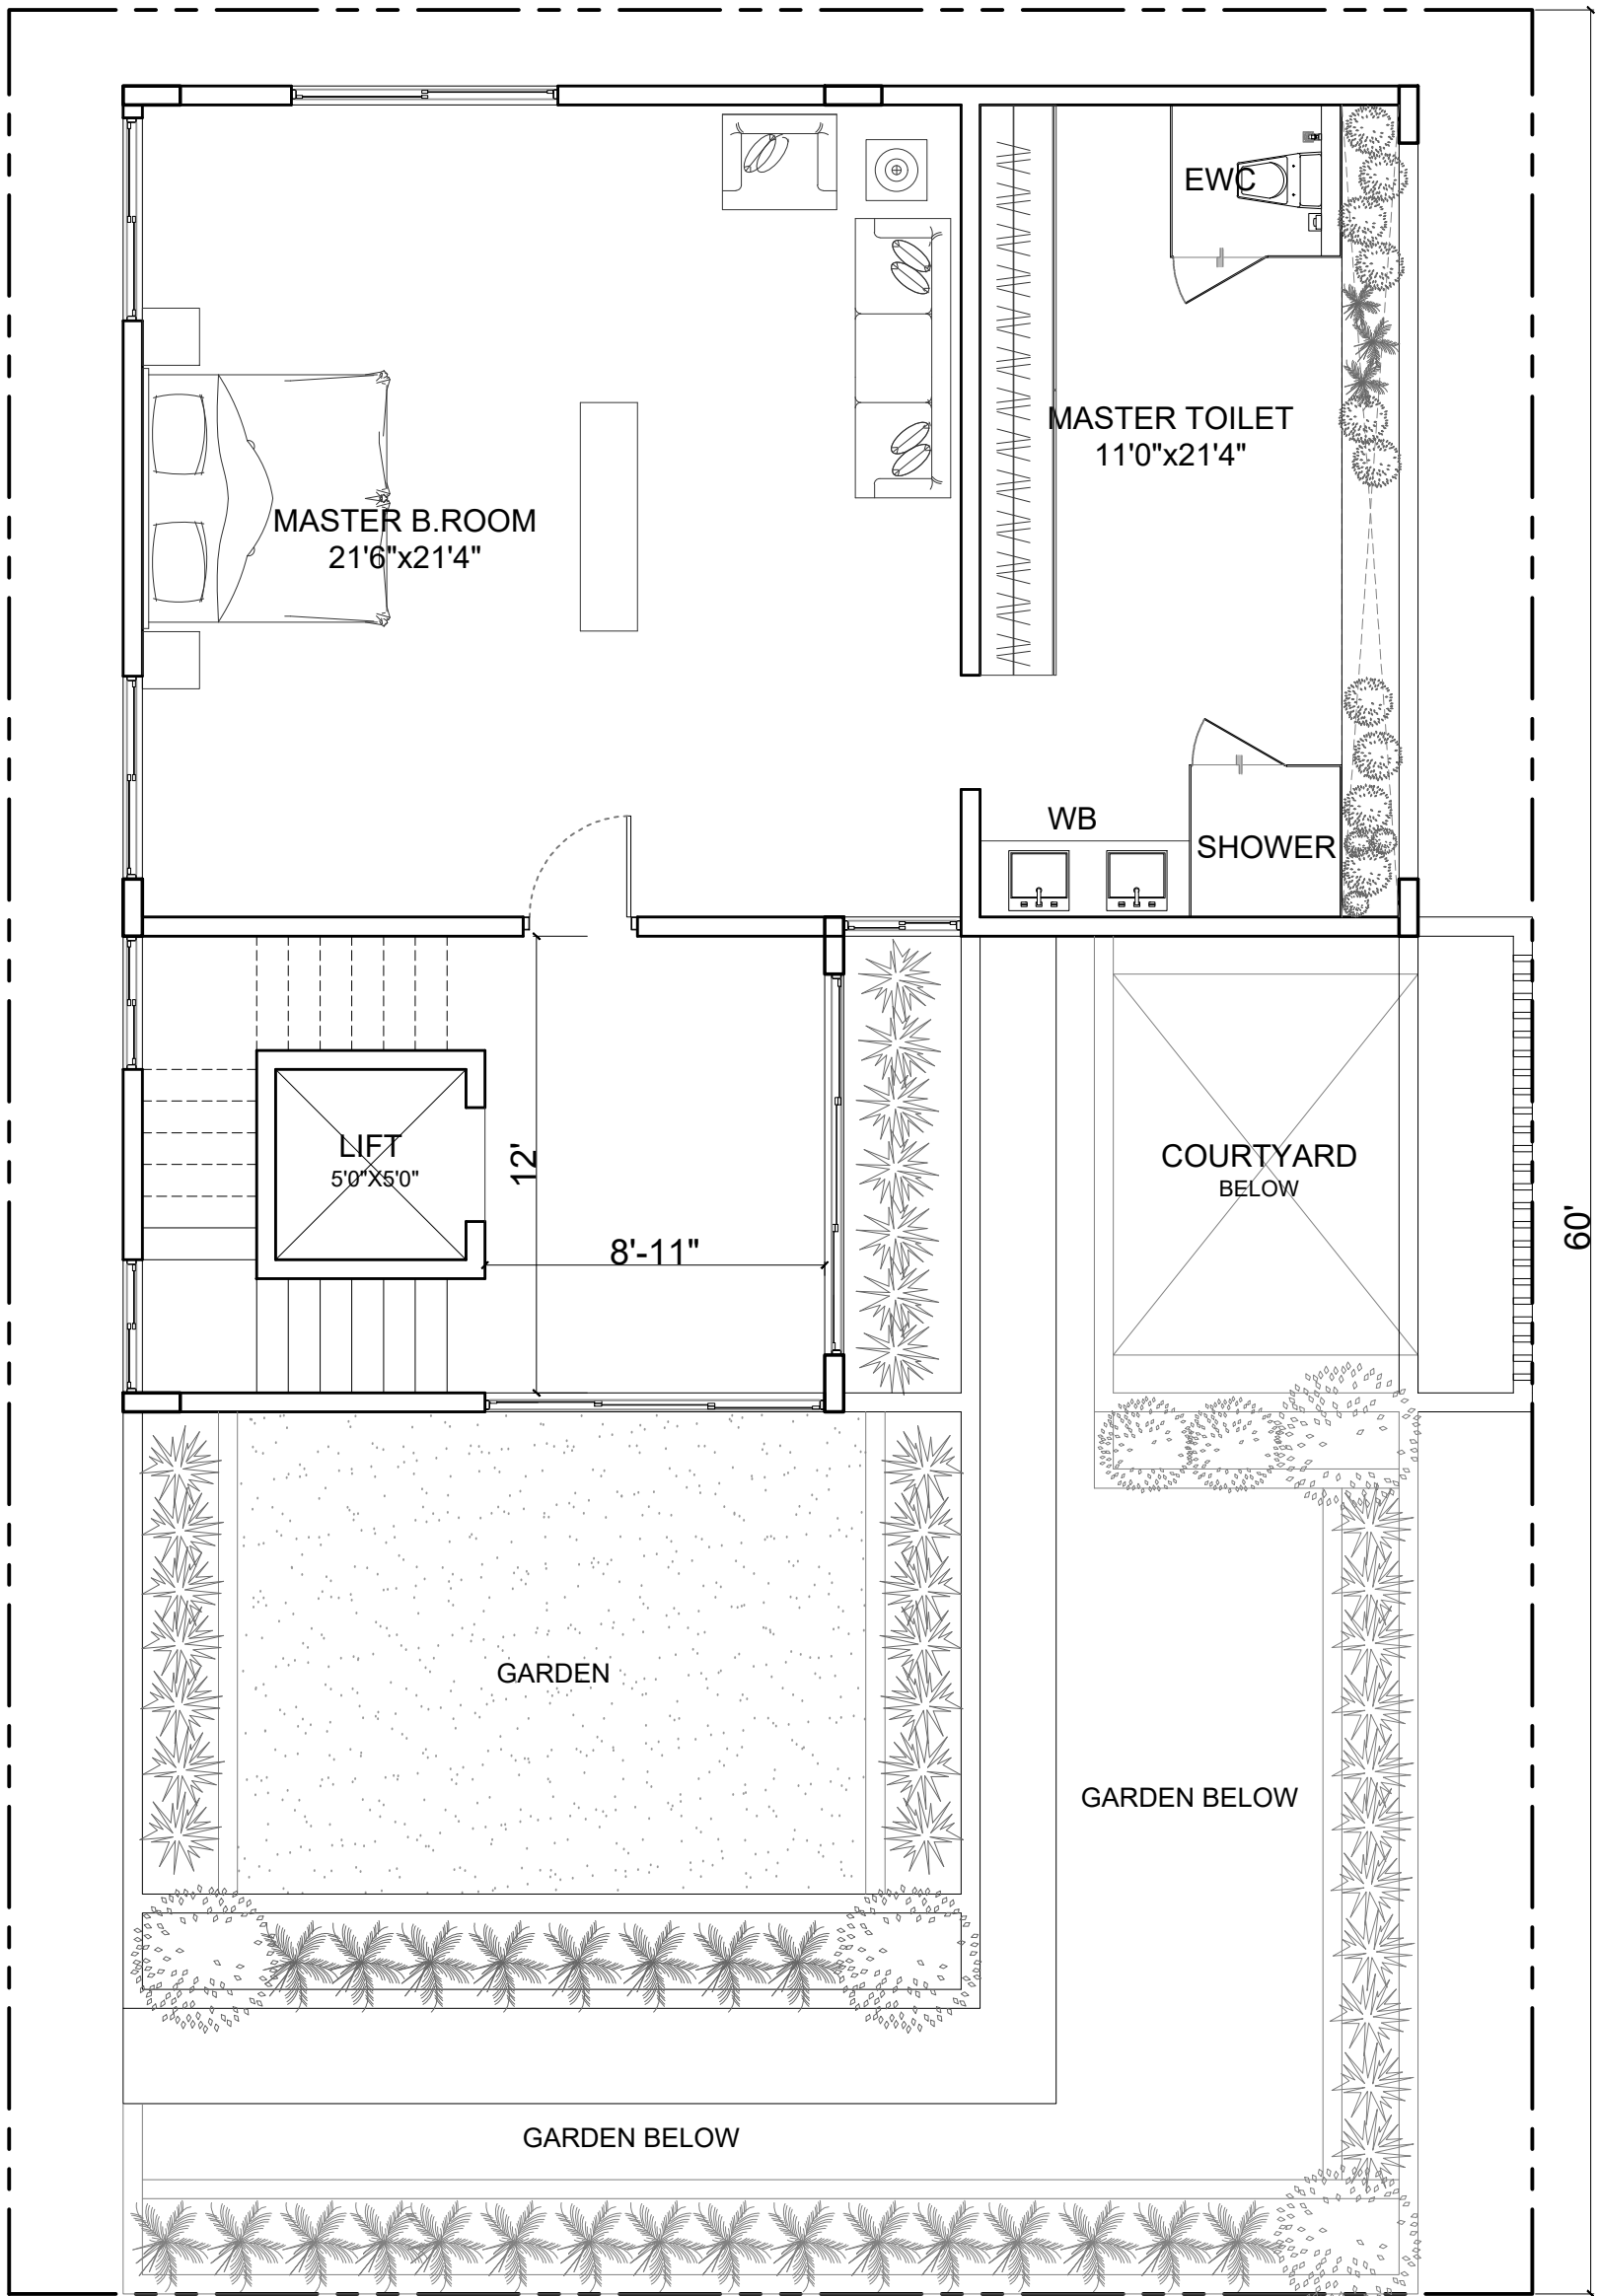 EWC
MASTER TOILET
11'0"x21'4"
MASTER B.ROOM
21'6"x21'4"
WB
SHOWER
LIFT
5'0"X5'0"
12'
8'-11"
COURTYARD
BELOW
60'
GARDEN
GARDEN BELOW
GARDEN BELOW